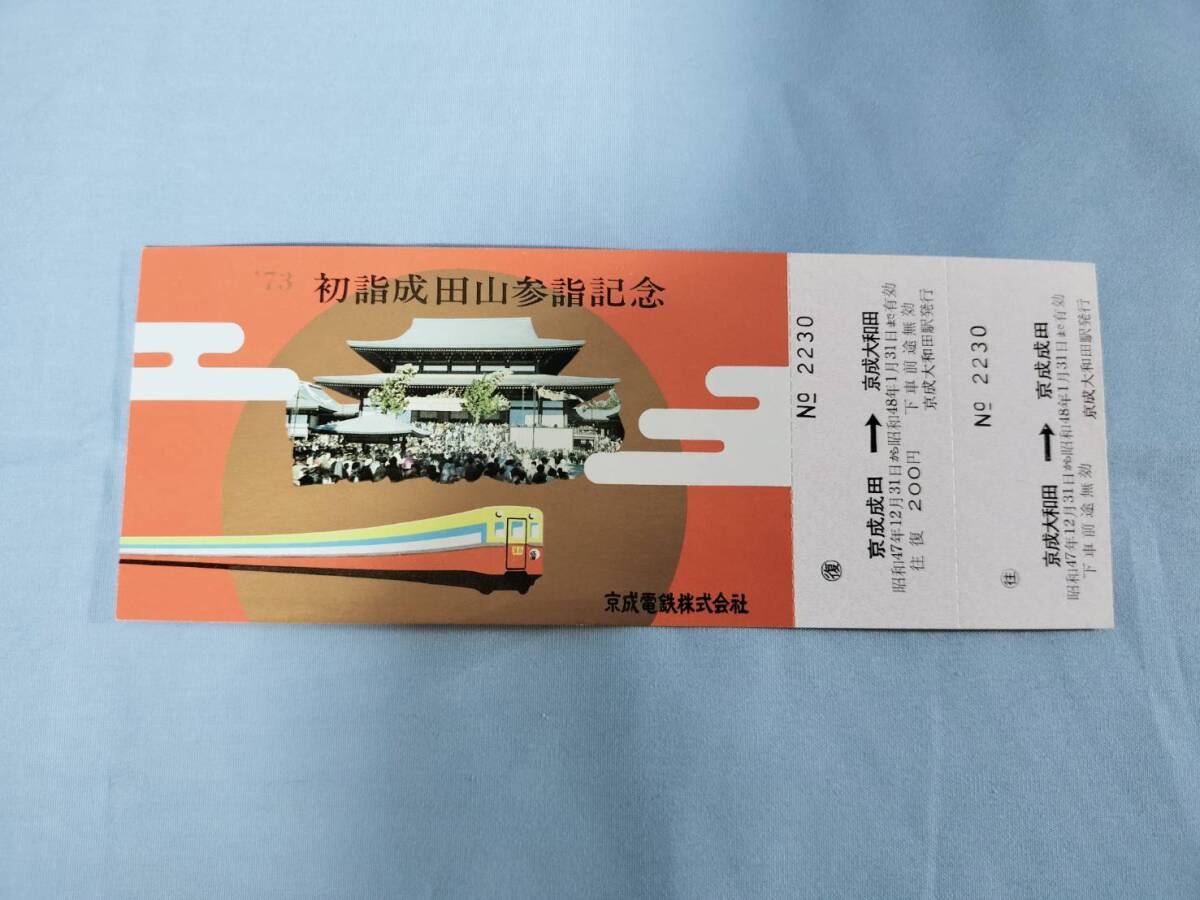 '73 初詣成田山参詣記念
京成電鉄株式会社
№ 2230
㊝ 京成成田 → 京成大和田
昭和47年12月31日から昭和48年1月31日まで有効
往復 200円 下車前途無効
京成大和田駅発行
№ 2230
京成大和田 → 京成成田
昭和47年12月31日から昭和48年1月31日まで有効
下車前途無効
往 京成大和田駅発行